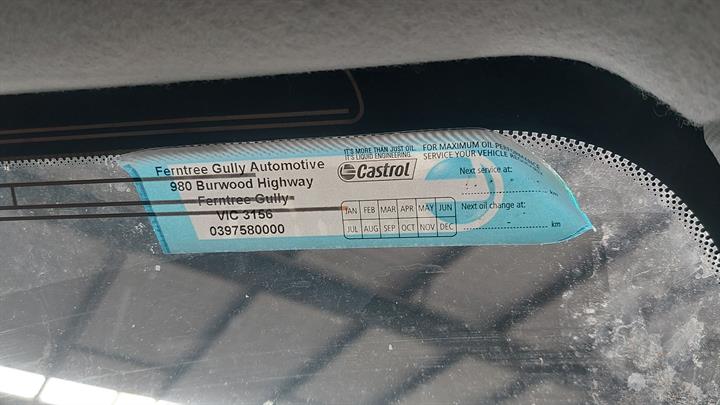 Ferntree Gully Automotive
980 Burwood Highway
Ferntree Gully
VIC 3156
0397580000
IT'S MORE THAN JUST OIL.
IT'S LIQUID ENGINEERING.
Castrol
JAN FEB MAR APR MAY JUN
JUL AUG SEP OCT NOV DEC
FOR MAXIMUM OIL PERFORMANCE
SERVICE YOUR VEHICLE
Next service at:
km
Next oil change at:
km